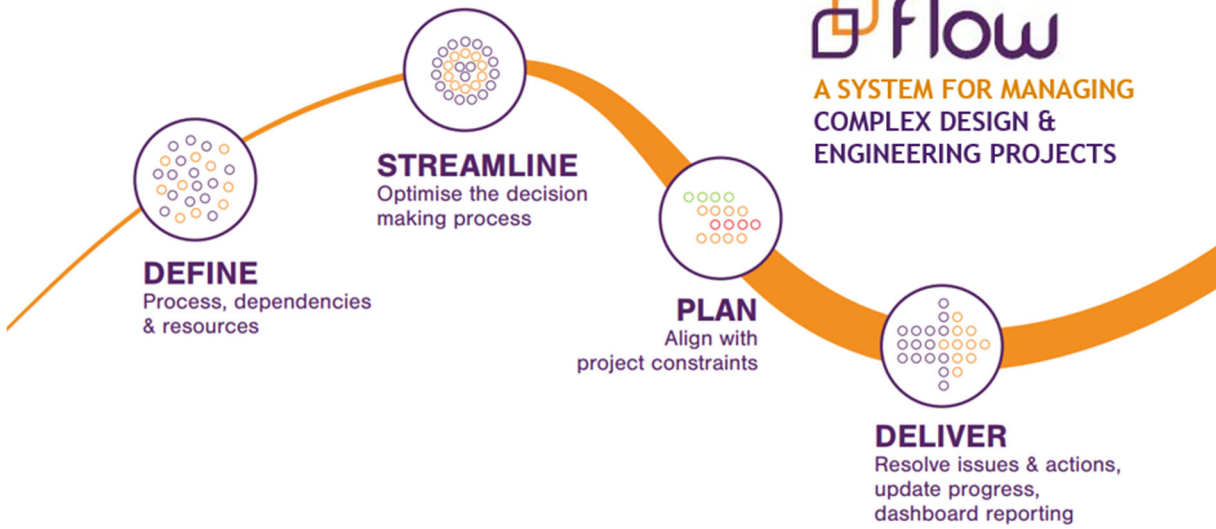 flow
A SYSTEM FOR MANAGING
COMPLEX DESIGN &
ENGINEERING PROJECTS
STREAMLINE
Optimise the decision
making process
DEFINE
Process, dependencies
& resources
PLAN
Align with
project constraints
DELIVER
Resolve issues & actions,
update progress,
dashboard reporting